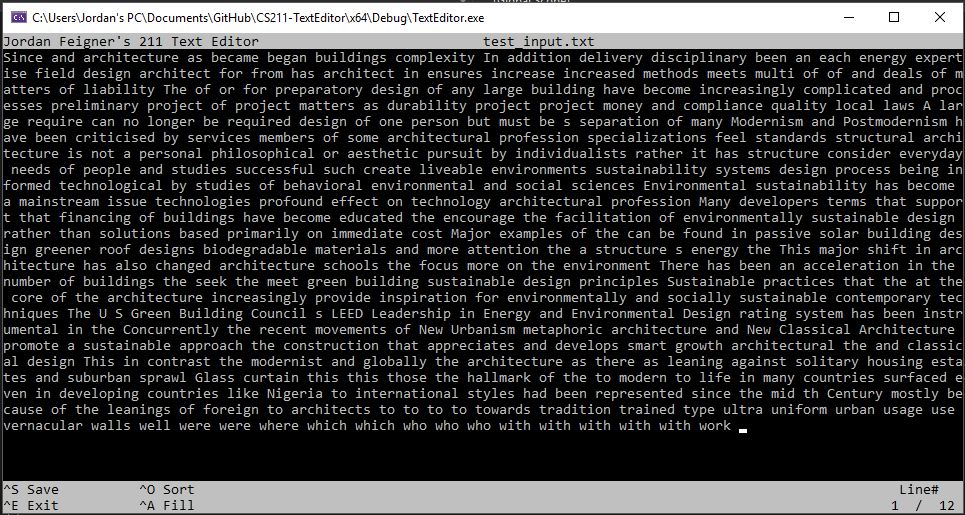 C:\Users\Jordan's PC\Documents\GitHub\CS211-TextEditor\x64\Debug\TextEditor.exe
Jordan Feigner's 211 Text Editor test_input.txt
Since and architecture as became began buildings complexity In addition delivery disciplinary been an each energy expert
ise field design architect for from has architect in ensures increase increased methods meets multi of of and deals of m
atters of liability The of or for preparatory design of any large building have become increasingly complicated and proc
esses preliminary project of project matters as durability project project money and compliance quality local laws A lar
ge require can no longer be required design of one person but must be s separation of many Modernism and Postmodernism h
ave been criticised by services members of some architectural profession specializations feel standards structural archi
tecture is not a personal philosophical or aesthetic pursuit by individualists rather it has structure consider everyday
 needs of people and studies successful such create liveable environments sustainability systems design process being in
formed technological by studies of behavioral environmental and social sciences Environmental sustainability has become
a mainstream issue technologies profound effect on technology architectural profession Many developers terms that suppor
t that financing of buildings have become educated the encourage the facilitation of environmentally sustainable design
rather than solutions based primarily on immediate cost Major examples of the can be found in passive solar building des
ign greener roof designs biodegradable materials and more attention the a structure s energy the This major shift in arc
hitecture has also changed architecture schools the focus more on the environment There has been an acceleration in the
number of buildings the seek the meet green building sustainable design principles Sustainable practices that the at the
 core of the architecture increasingly provide inspiration for environmentally and socially sustainable contemporary tec
hniques The U S Green Building Council s LEED Leadership in Energy and Environmental Design rating system has been instr
umental in the Concurrently the recent movements of New Urbanism metaphoric architecture and New Classical Architecture
promote a sustainable approach the construction that appreciates and develops smart growth architectural the and classic
al design This in contrast the modernist and globally the architecture as there as leaning against solitary housing esta
tes and suburban sprawl Glass curtain this this those the hallmark of the to modern to life in many countries surfaced e
ven in developing countries like Nigeria to international styles had been represented since the mid th Century mostly be
cause of the leanings of foreign to architects to to to to towards tradition trained type ultra uniform urban usage use
vernacular walls well were were where which which who who who with with with with with work
^S Save ^O Sort Line#
^E Exit ^A Fill 1 / 12